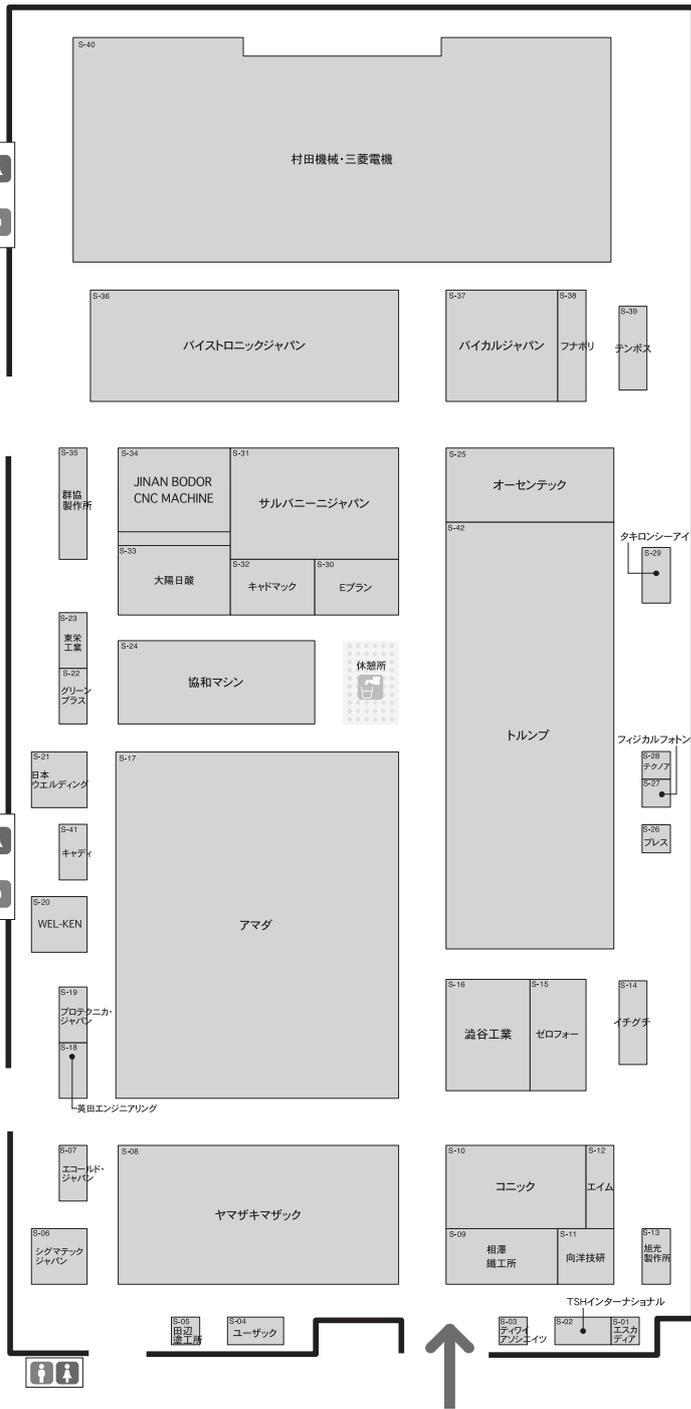 S-40
村田機械・三菱電機
S-36
バイストロニックジャパン
S-37
バイカルジャパン
S-38
フナボリ
S-39
テンポス
S-35
群協
製作所
S-34
JINAN BODOR
CNC MACHINE
S-31
サルバニーニジャパン
S-33
大陽日酸
S-32
キャドマック
S-30
Eプラン
S-25
オーセンテック
S-42
トルンプ
タキロンシーアイ
S-29
S-23
東栄
工業
S-22
グリーン
プラス
S-24
協和マシン
休憩所
S-21
日本
ウエルディング
S-17
アマダ
フィジカルフォトン
S-28
テクノア
S-27
S-26
ブレス
S-41
キャディ
S-20
WEL-KEN
S-19
プロテクニカ・
ジャパン
S-18
英田エンジニアリング
S-16
澁谷工業
S-15
ゼロフォー
S-14
イチグチ
S-07
エコールド・
ジャパン
S-08
ヤマザキマザック
S-10
コニック
S-12
エイム
S-06
シグマテック
ジャパン
S-09
相澤
鐵工所
S-11
向洋技研
S-13
旭光
製作所
TSHインターナショナル
S-05
田辺
塗工所
S-04
ユーザック
S-03
ティワイ
アソシエイツ
S-02
S-01
エスカ
ディア